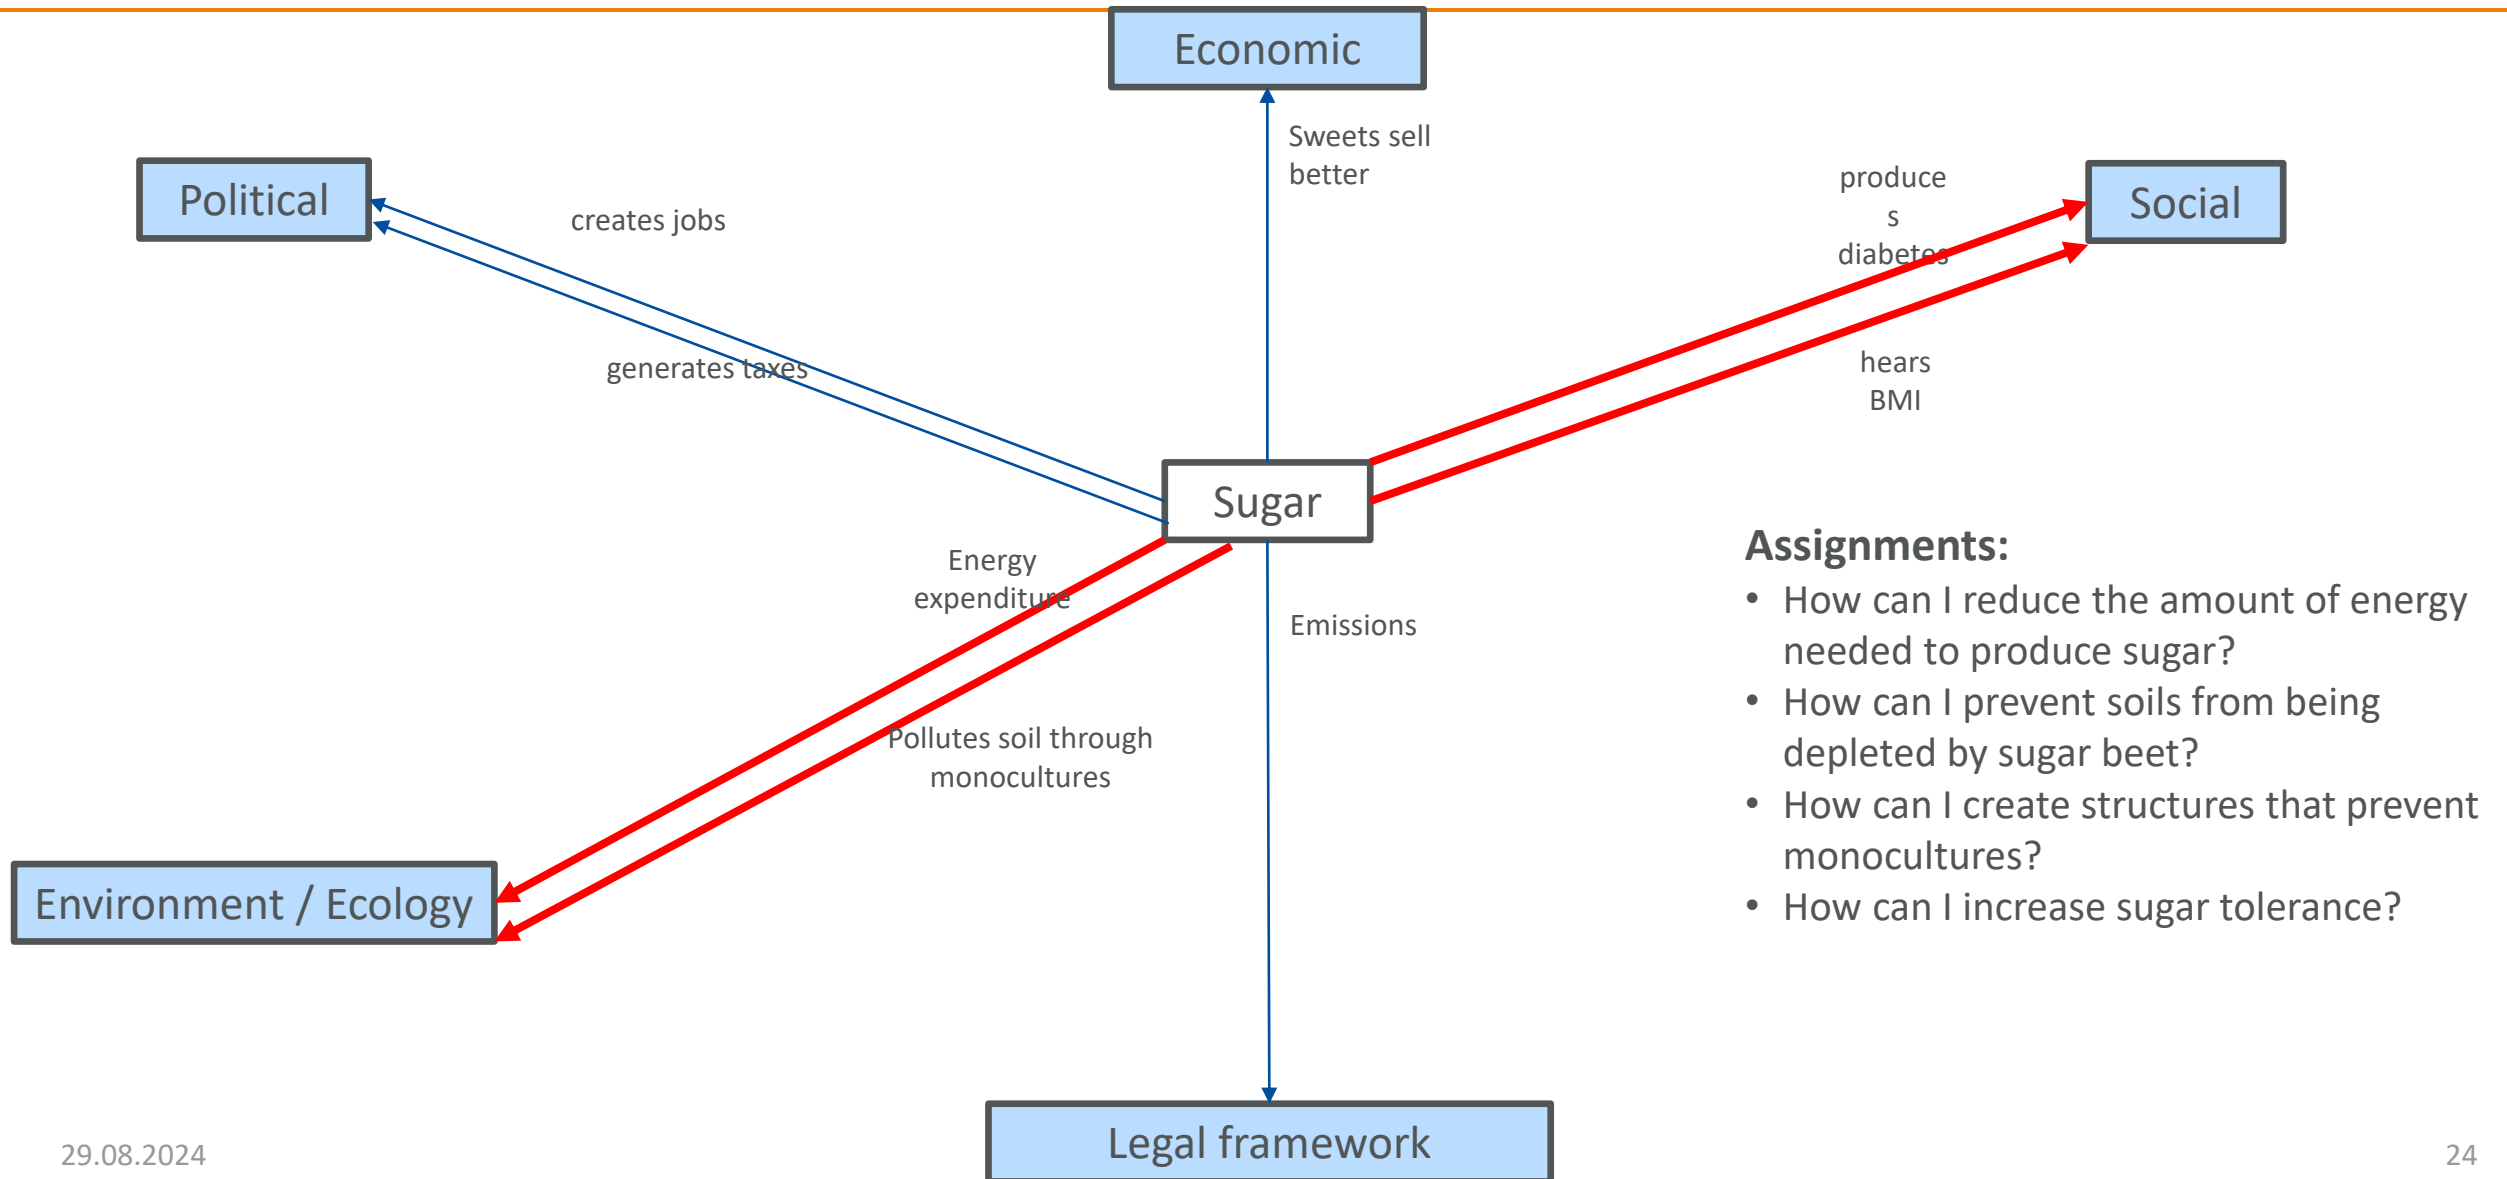 Economic
Sweets sell
better
Political
creates jobs
produce
s
diabetes
Social
generates taxes
hears
BMI
Sugar
Energy
expenditure
Emissions
Pollutes soil through
monocultures
Assignments:
• How can I reduce the amount of energy
needed to produce sugar?
• How can I prevent soils from being
depleted by sugar beet?
• How can I create structures that prevent
monocultures?
• How can I increase sugar tolerance?
Environment / Ecology
Legal framework
29.08.2024
24